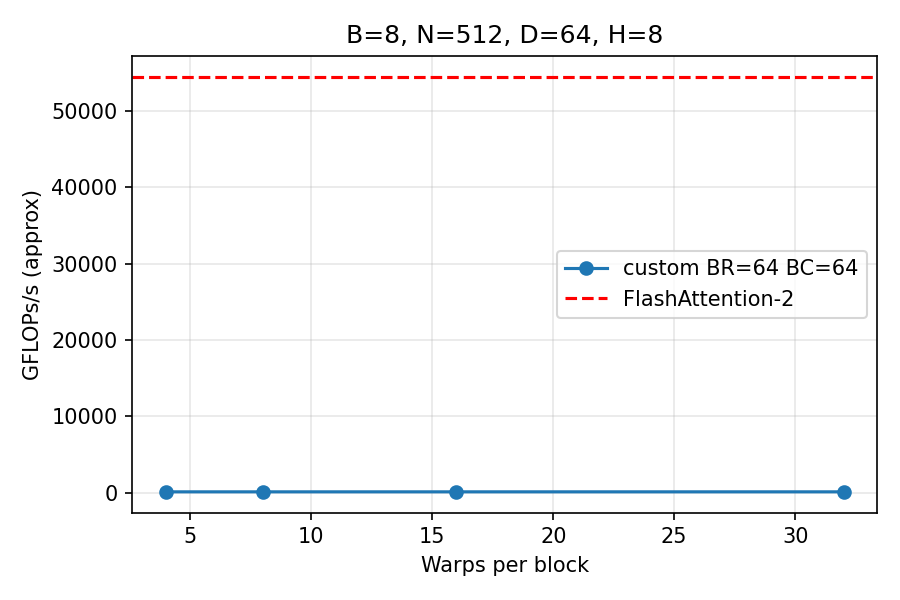 B=8, N=512, D=64, H=8
GFLOPs/s (approx)
50000
40000
30000
20000
10000
0
custom BR=64 BC=64
FlashAttention-2
5 10 15 20 25 30
Warps per block